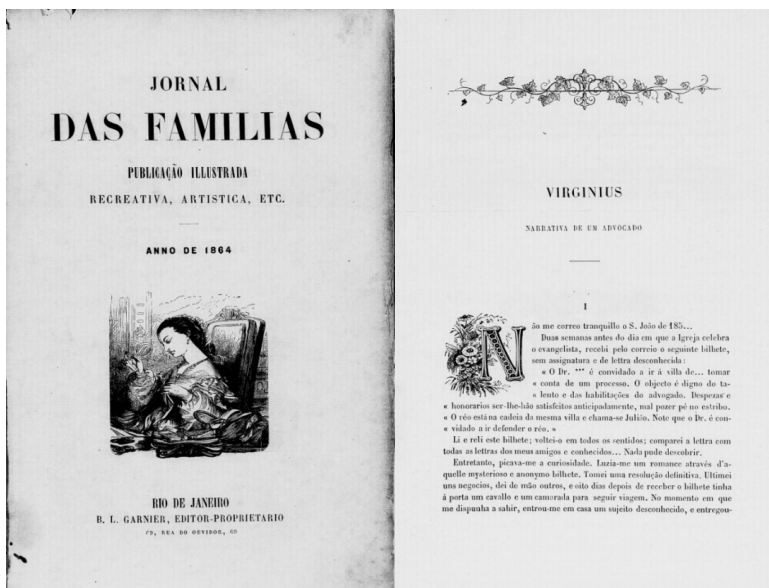 JORNAL
DAS FAMILIAS
PUBLICAÇÃO ILLUSTRADA
RECREATIVA, ARTISTICA, ETC.
ANNO DE 1864
RIO DE JANEIRO
B. L. GARNIER, EDITOR-PROPRIETARIO
69, RUA DO OUVIDOR, 69
VIRGINIUS
NARRATIVA DE UM ADVOGADO
I
Não me correo tranquillo o S. João de 185...
Duas semanas antes do dia em que a Igreja celebra
o evangelista, recebi pelo correio o seguinte bilhete,
sem assignatura e de lettra desconhecida:
« O Dr. *** é convidado a ir á villa de... tomar
« conta de um processo. O objecto é digno do ta-
« lento e das habilitações do advogado. Despezas e
« honorarios ser-lhe-hão satisfeitos anticipadamente, mal pozer pé no estribo.
« O réo está na cadeia da mesma villa e chama-se Julião. Note que o Dr. é con-
« vidado a ir defender o réo. »
Li e reli este bilhete; voltei-o em todos os sentidos; comparei a lettra com
todas as lettras dos meus amigos e conhecidos... Nada pude descobrir.
Entretanto, picava-me a curiosidade. Luzia-me um romance através d'a-
quelle mysterioso e anonymo bilhete. Tomei uma resolução definitiva. Ultimei
uns negocios, dei de mão outros, e oito dias depois de receber o bilhete tinha
á porta um cavallo e um camarada para seguir viagem. No momento em que
me dispunha a sahir, entrou-me em casa um sujeito desconhecido, e entregou-